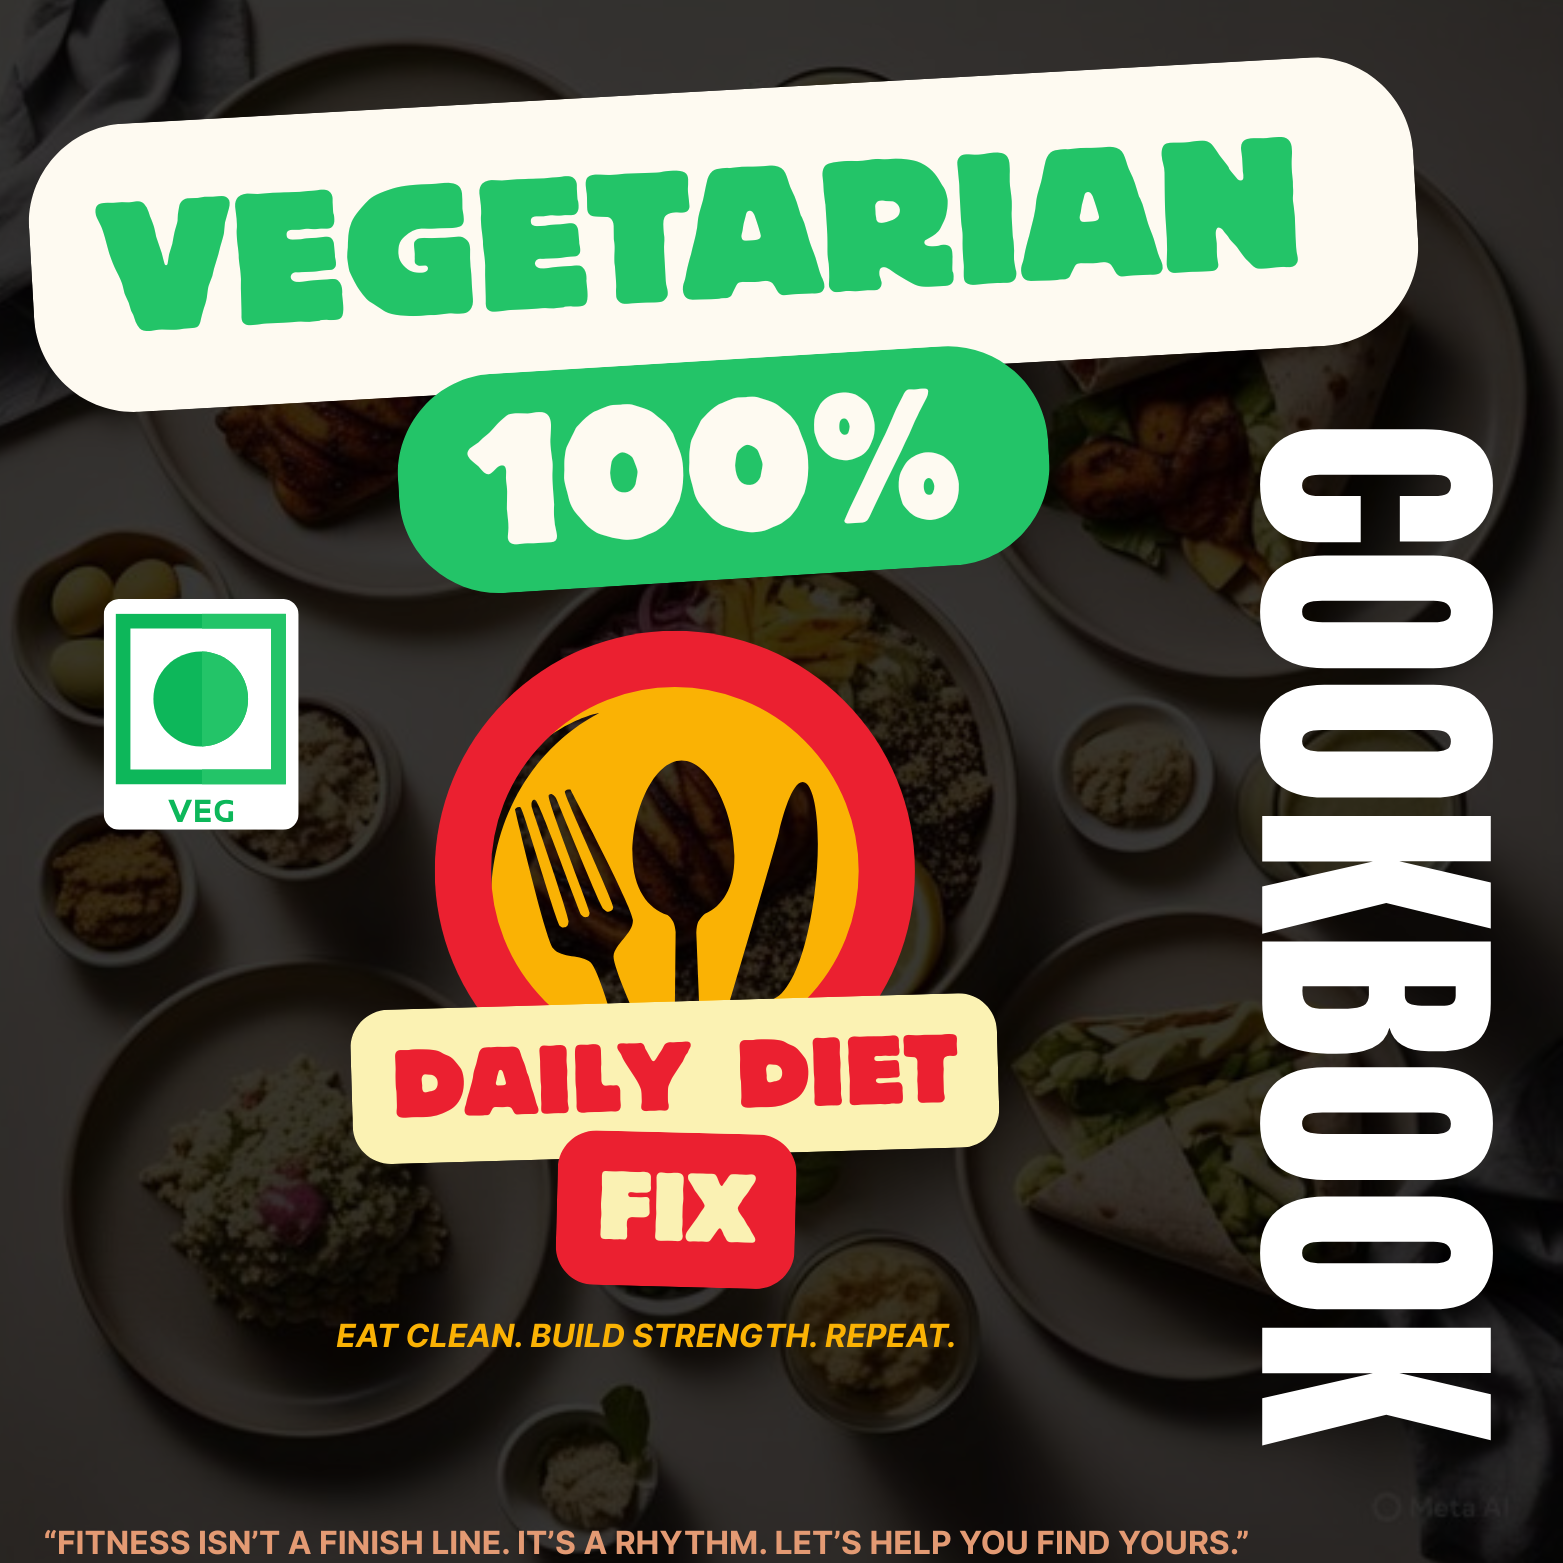 VEGETARIAN
100%
COOKBOOK
VEG
DAILY DIET
FIX
EAT CLEAN. BUILD STRENGTH. REPEAT.
Meta AI
“FITNESS ISN’T A FINISH LINE. IT’S A RHYTHM. LET’S HELP YOU FIND YOURS.”